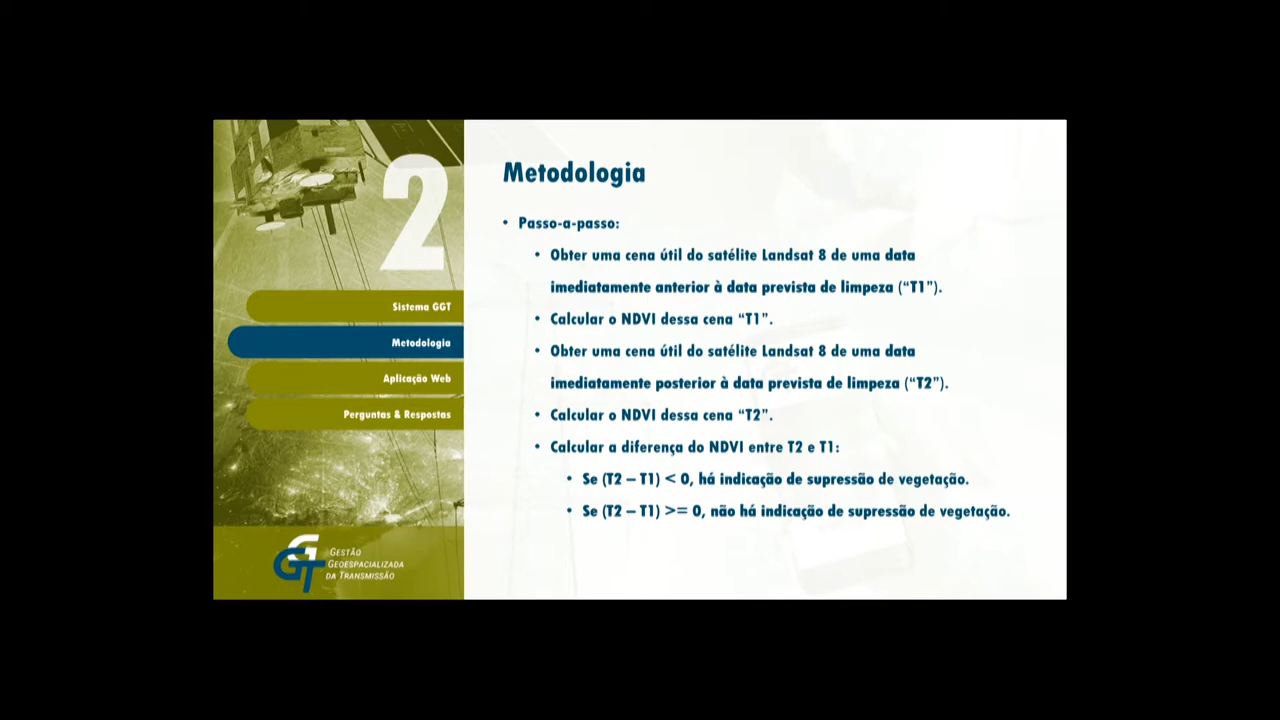 2
Sistema GGT
Metodologia
Aplicação Web
Perguntas & Respostas
GGT
GESTÃO
GEOESPACIALIZADA
DA TRANSMISSÃO
Metodologia
• Passo-a-passo:
• Obter uma cena útil do satélite Landsat 8 de uma data
imediatamente anterior à data prevista de limpeza (“T1”).
• Calcular o NDVI dessa cena “T1”.
• Obter uma cena útil do satélite Landsat 8 de uma data
imediatamente posterior à data prevista de limpeza (“T2”).
• Calcular o NDVI dessa cena “T2”.
• Calcular a diferença do NDVI entre T2 e T1:
• Se (T2 – T1) < 0, há indicação de supressão de vegetação.
• Se (T2 – T1) >= 0, não há indicação de supressão de vegetação.